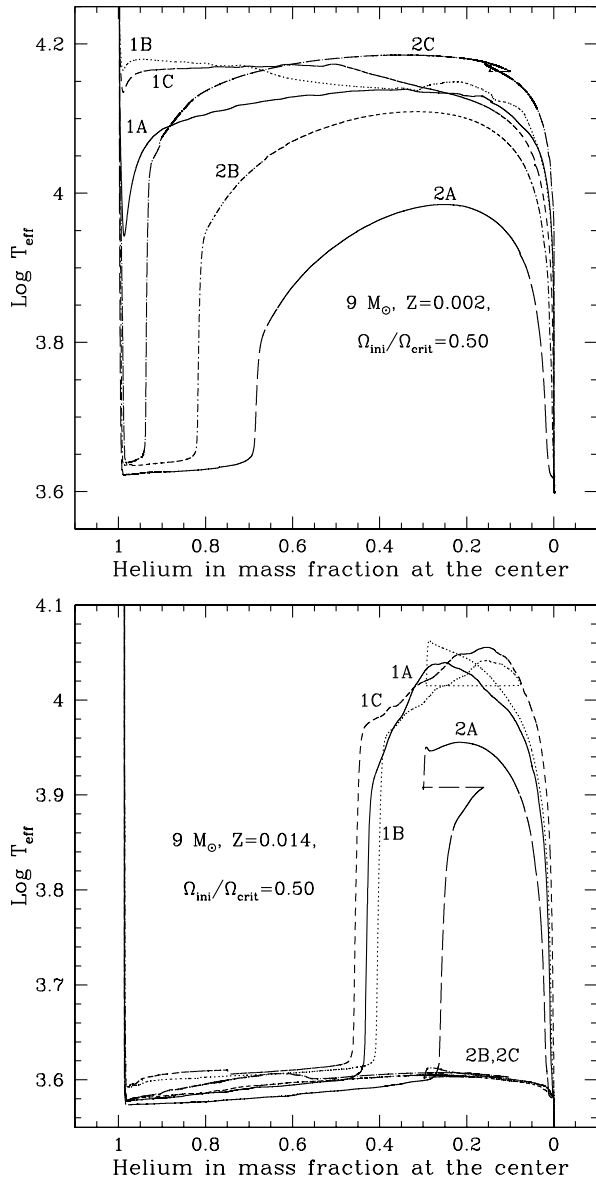 4.2
4
3.8
3.6
Log T_eff
1B
1C
1A
2C
2B
2A
9 M☉, Z=0.002,
Ω_ini/Ω_crit=0.50
1 0.8 0.6 0.4 0.2 0
Helium in mass fraction at the center
4.1
4
3.9
3.8
3.7
3.6
Log T_eff
1A
1C
2A
1B
9 M☉, Z=0.014,
Ω_ini/Ω_crit=0.50
2B,2C
1 0.8 0.6 0.4 0.2 0
Helium in mass fraction at the center